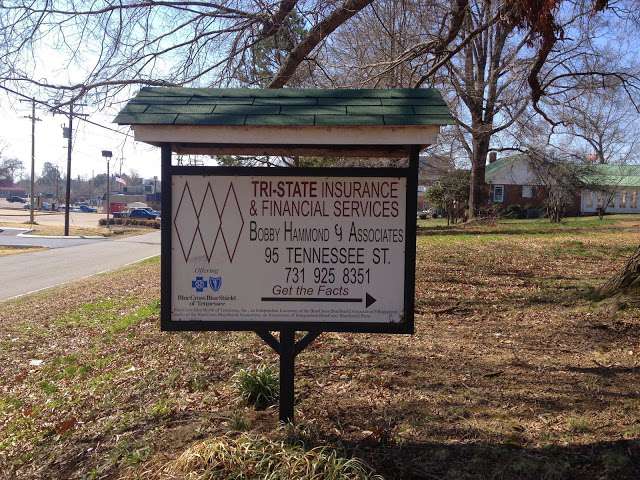 TRI-STATE INSURANCE
& FINANCIAL SERVICES
BOBBY HAMMOND & ASSOCIATES
95 TENNESSEE ST.
731 925 8351
Get the Facts
Offering
BlueCross BlueShield
of Tennessee